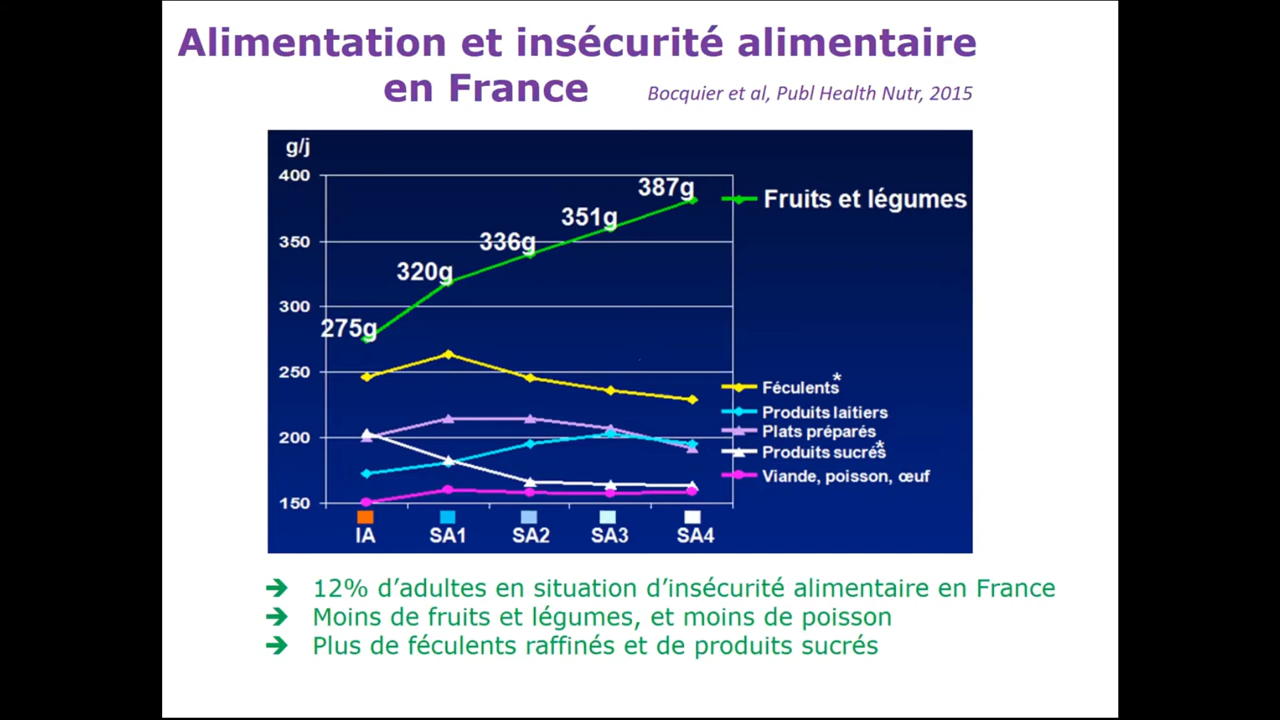 Alimentation et insécurité alimentaire
en France
Bocquier et al, Publ Health Nutr, 2015
g/j
400
350
300
250
200
150
275g
320g
336g
351g
387g
Fruits et légumes
Féculents*
Produits laitiers
Plats préparés
Produits sucrés*
Viande, poisson, œuf
IA SA1 SA2 SA3 SA4
➔ 12% d’adultes en situation d’insécurité alimentaire en France
➔ Moins de fruits et légumes, et moins de poisson
➔ Plus de féculents raffinés et de produits sucrés